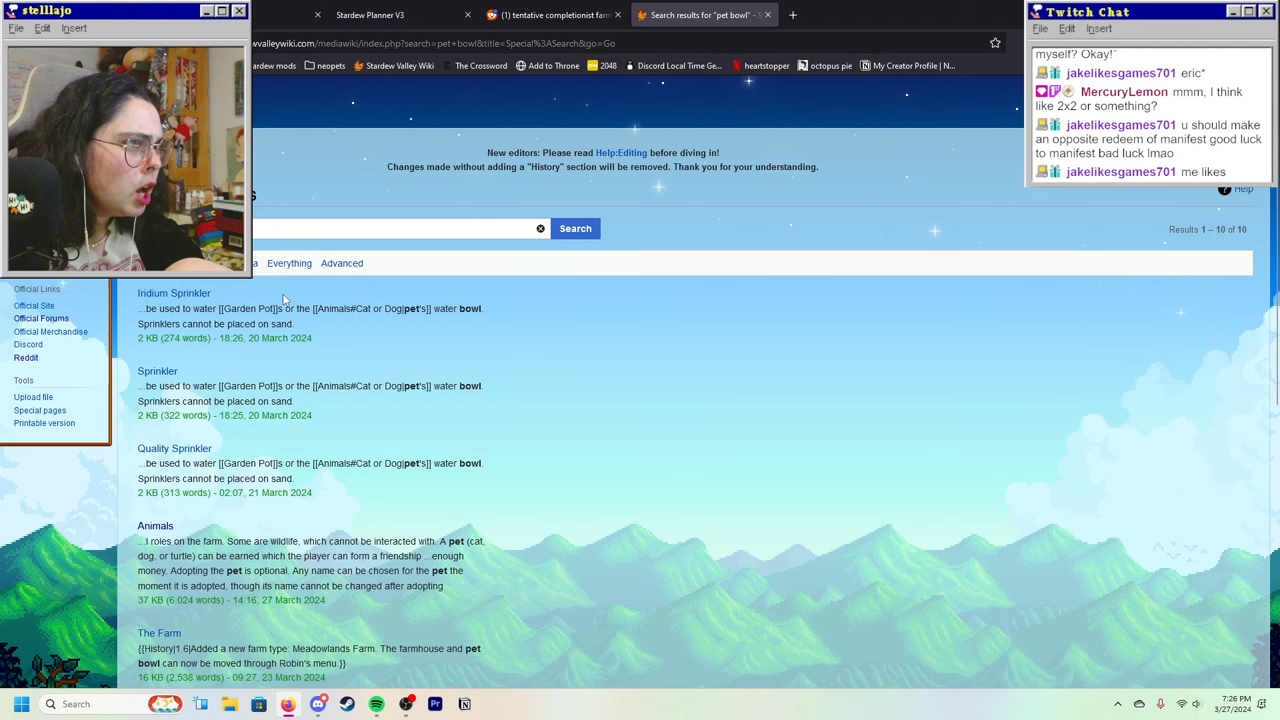 stelllajo
File Edit Insert
Stardew Planner V3
perfectionists farm
Search results for "pet bowl"
wvalleywiki.com/mediawiki/index.php?search=pet+bowl&title=Special%3ASearch&go=Go
ardew mods
New Valley Wiki
The Crossword
Add to Throne
2048
Discord Local Time Ge...
heartstopper
octopus pie
My Creator Profile | N...
Twitch Chat
File Edit Insert
myself? Okay!"
jakelikesgames701 eric*
MercuryLemon mmm, I think
like 2x2 or something?
jakelikesgames701 u should make
an opposite redeem of manifest good luck
to manifest bad luck lmao
jakelikesgames701 me likes
New editors: Please read Help:Editing before diving in!
Changes made without adding a "History" section will be removed. Thank you for your understanding.
s
Help
Search
Results 1 – 10 of 10
a Everything Advanced
Official Links
Official Site
Official Forums
Official Merchandise
Discord
Reddit
Tools
Upload file
Special pages
Printable version
Iridium Sprinkler
...be used to water [[Garden Pot]]s or the [[Animals#Cat or Dog|pet's]] water bowl.
Sprinklers cannot be placed on sand.
2 KB (274 words) - 18:26, 20 March 2024
Sprinkler
...be used to water [[Garden Pot]]s or the [[Animals#Cat or Dog|pet's]] water bowl.
Sprinklers cannot be placed on sand.
2 KB (322 words) - 18:25, 20 March 2024
Quality Sprinkler
...be used to water [[Garden Pot]]s or the [[Animals#Cat or Dog|pet's]] water bowl.
Sprinklers cannot be placed on sand.
2 KB (313 words) - 02:07, 21 March 2024
Animals
...l roles on the farm. Some are wildlife, which cannot be interacted with. A pet (cat,
dog, or turtle) can be earned which the player can form a friendship ...enough
money. Adopting the pet is optional. Any name can be chosen for the pet the
moment it is adopted, though its name cannot be changed after adopting
37 KB (6,024 words) - 14:16, 27 March 2024
The Farm
{{History|1.6|Added a new farm type: Meadowlands Farm. The farmhouse and pet
bowl can now be moved through Robin's menu.}}
16 KB (2,538 words) - 09:27, 23 March 2024
Search
7:26 PM
3/27/2024